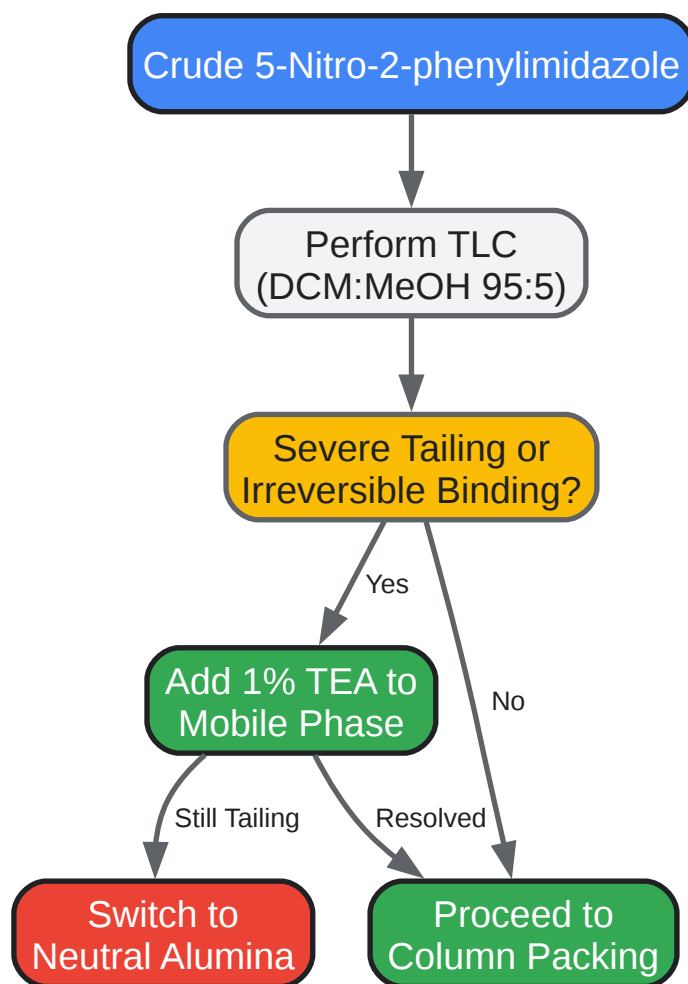 Crude 5-Nitro-2-phenylimidazole
Perform TLC
(DCM:MeOH 95:5)
Severe Tailing or
Irreversible Binding?
Yes
No
Add 1% TEA to
Mobile Phase
Still Tailing
Resolved
Switch to
Neutral Alumina
Proceed to
Column Packing